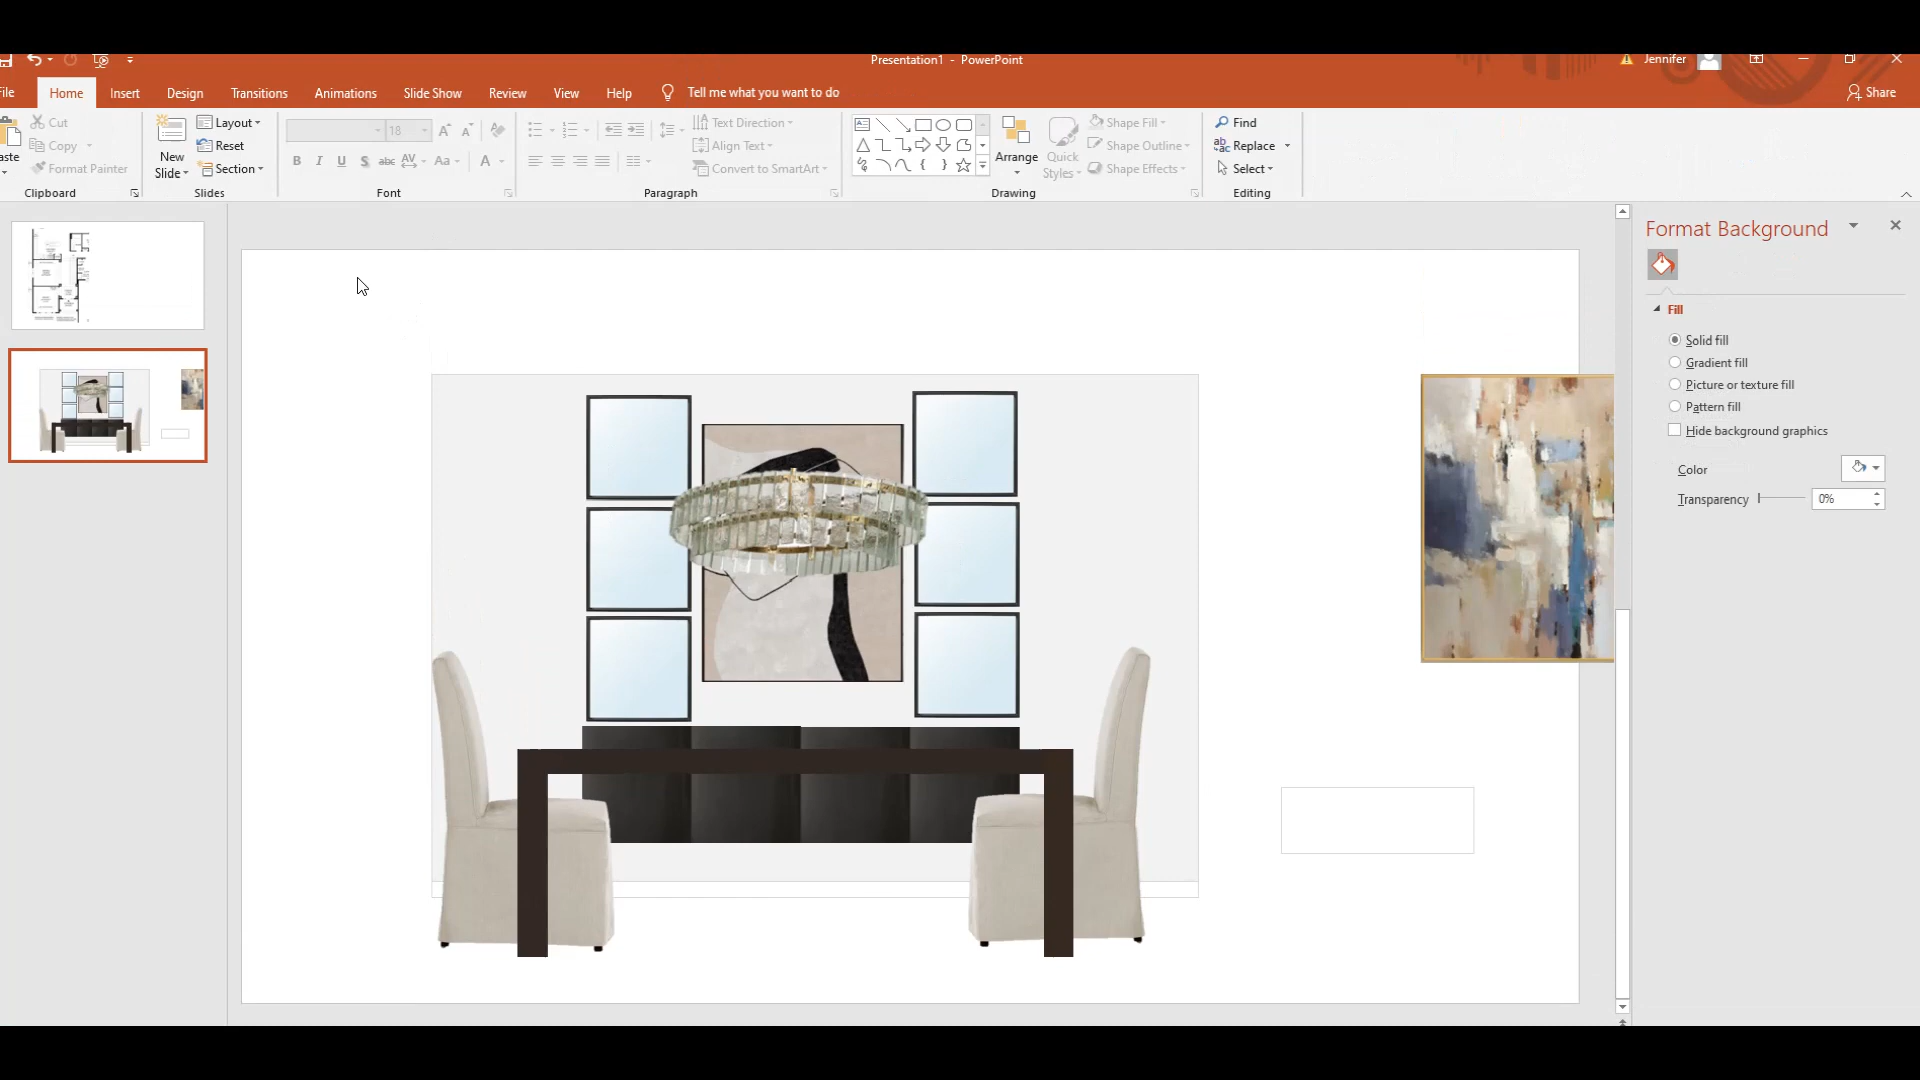 Presentation1 - PowerPoint
Jennifer
Home Insert Design Transitions Animations Slide Show Review View Help Tell me what you want to do
Share
Cut
Copy
Format Painter
Clipboard
New
Slide
Layout
Reset
Section
Slides
18
B I U S abc AV Aa A
Font
Text Direction
Align Text
Convert to SmartArt
Paragraph
Arrange
Quick
Styles
Shape Fill
Shape Outline
Shape Effects
Drawing
Find
Replace
Select
Editing
Format Background
Fill
Solid fill
Gradient fill
Picture or texture fill
Pattern fill
Hide background graphics
Color
Transparency 0%